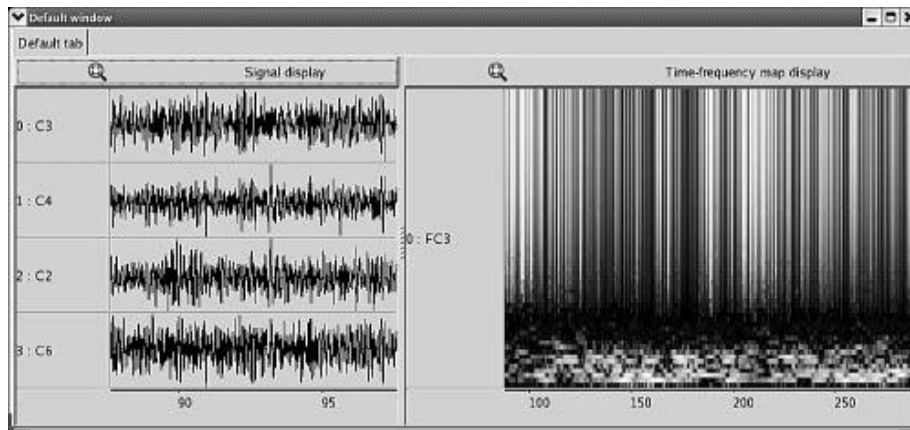 Default window
Default tab
Signal display
Time-frequency map display
0 : C3
1 : C4
2 : C2
3 : C6
0 : FC3
90 95
100 150 200 250